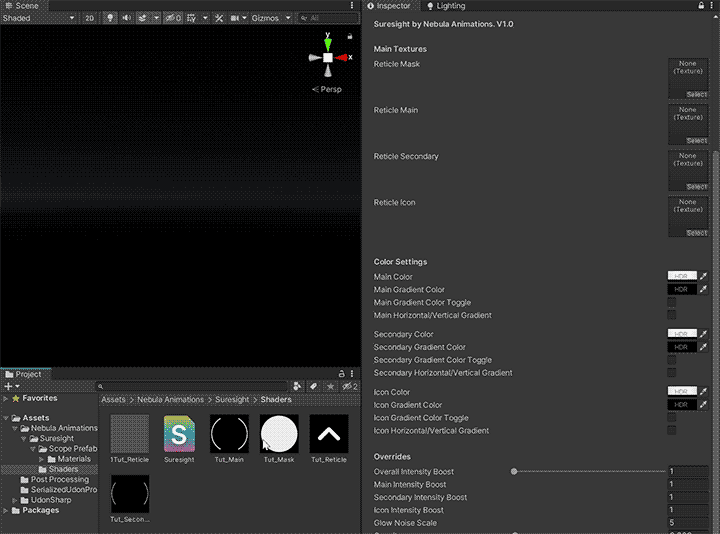 Scene
Shaded
2D
0
Gizmos
All
y
x
Persp
Inspector
Lighting
Suresight by Nebula Animations. V1.0
Main Textures
Reticle Mask
None
(Texture)
Select
Reticle Main
None
(Texture)
Select
Reticle Secondary
None
(Texture)
Select
Reticle Icon
None
(Texture)
Select
Color Settings
Main Color
HDR
Main Gradient Color
HDR
Main Gradient Color Toggle
Main Horizontal/Vertical Gradient
Secondary Color
HDR
Secondary Gradient Color
HDR
Secondary Gradient Color Toggle
Secondary Horizontal/Vertical Gradient
Icon Color
HDR
Icon Gradient Color
HDR
Icon Gradient Color Toggle
Icon Horizontal/Vertical Gradient
Overrides
Overall Intensity Boost 1
Main Intensity Boost 1
Secondary Intensity Boost 1
Icon Intensity Boost 1
Glow Noise Scale 5
Project
2
Favorites
Assets
Nebula Animations
Suresight
Scope Prefab
Materials
Shaders
Post Processing
SerializedUdonPro
UdonSharp
Packages
Assets > Nebula Animations > Suresight > Shaders
1Tut_Reticle
S
Suresight
Tut_Main
Tut_Mask
Tut_Reticle
Tut_Secon...